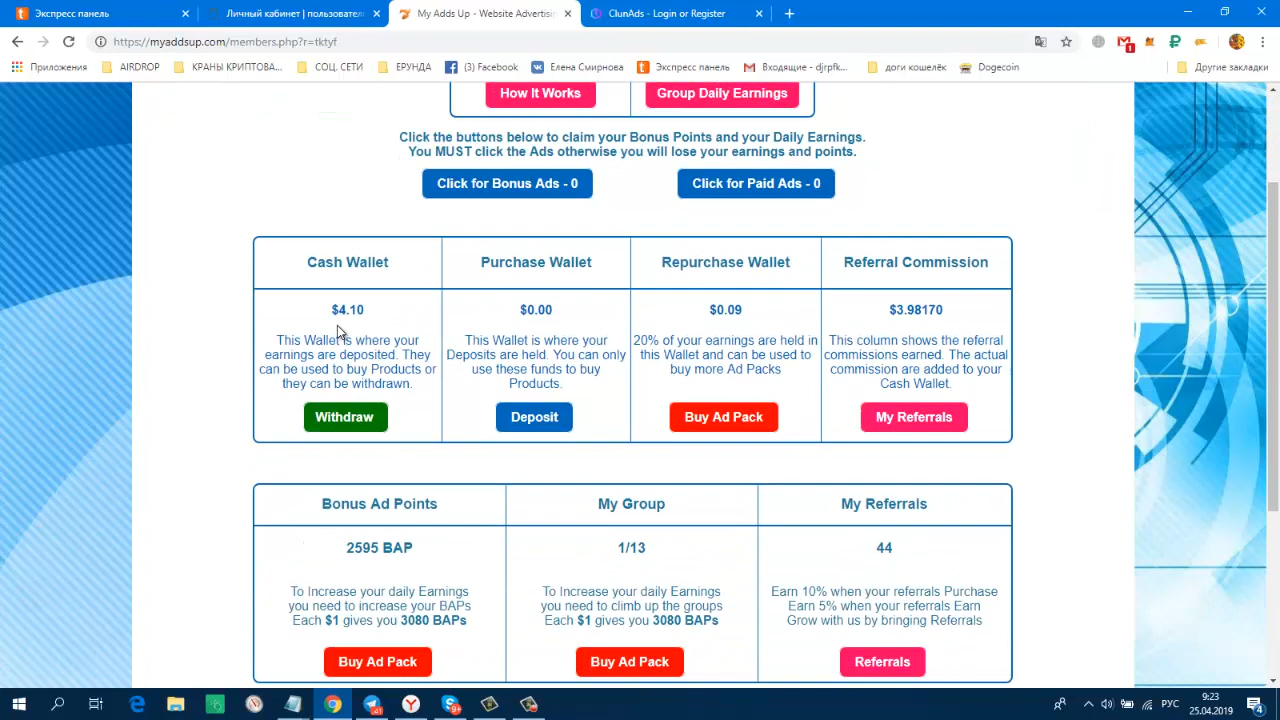 Экспресс панель
Личный кабинет | пользовател
My Adds Up - Website Advertisin
ClunAds - Login or Register
https://myaddsup.com/members.php?r=tktyf
1
Приложения
AIRDROP
КРАНЫ КРИПТОВА...
СОЦ. СЕТИ
ЕРУНДА
(3) Facebook
Елена Смирнова
Экспресс панель
Входящие - djrpfk...
доги кошелёк
Dogecoin
Другие закладки
How It Works
Group Daily Earnings
Click the buttons below to claim your Bonus Points and your Daily Earnings.
You MUST click the Ads otherwise you will lose your earnings and points.
Click for Bonus Ads - 0
Click for Paid Ads - 0
Cash Wallet
Purchase Wallet
Repurchase Wallet
Referral Commission
$4.10
$0.00
$0.09
$3.98170
This Wallet is where your
earnings are deposited. They
can be used to buy Products or
they can be withdrawn.
This Wallet is where your
Deposits are held. You can only
use these funds to buy
Products.
20% of your earnings are held in
this Wallet and can be used to
buy more Ad Packs
This column shows the referral
commissions earned. The actual
commission are added to your
Cash Wallet.
Withdraw
Deposit
Buy Ad Pack
My Referrals
Bonus Ad Points
My Group
My Referrals
2595 BAP
1/13
44
To Increase your daily Earnings
you need to increase your BAPs
Each $1 gives you 3080 BAPs
To Increase your daily Earnings
you need to climb up the groups
Each $1 gives you 3080 BAPs
Earn 10% when your referrals Purchase
Earn 5% when your referrals Earn
Grow with us by bringing Referrals
Buy Ad Pack
Buy Ad Pack
Referrals
РУС
9:23
25.04.2019
4